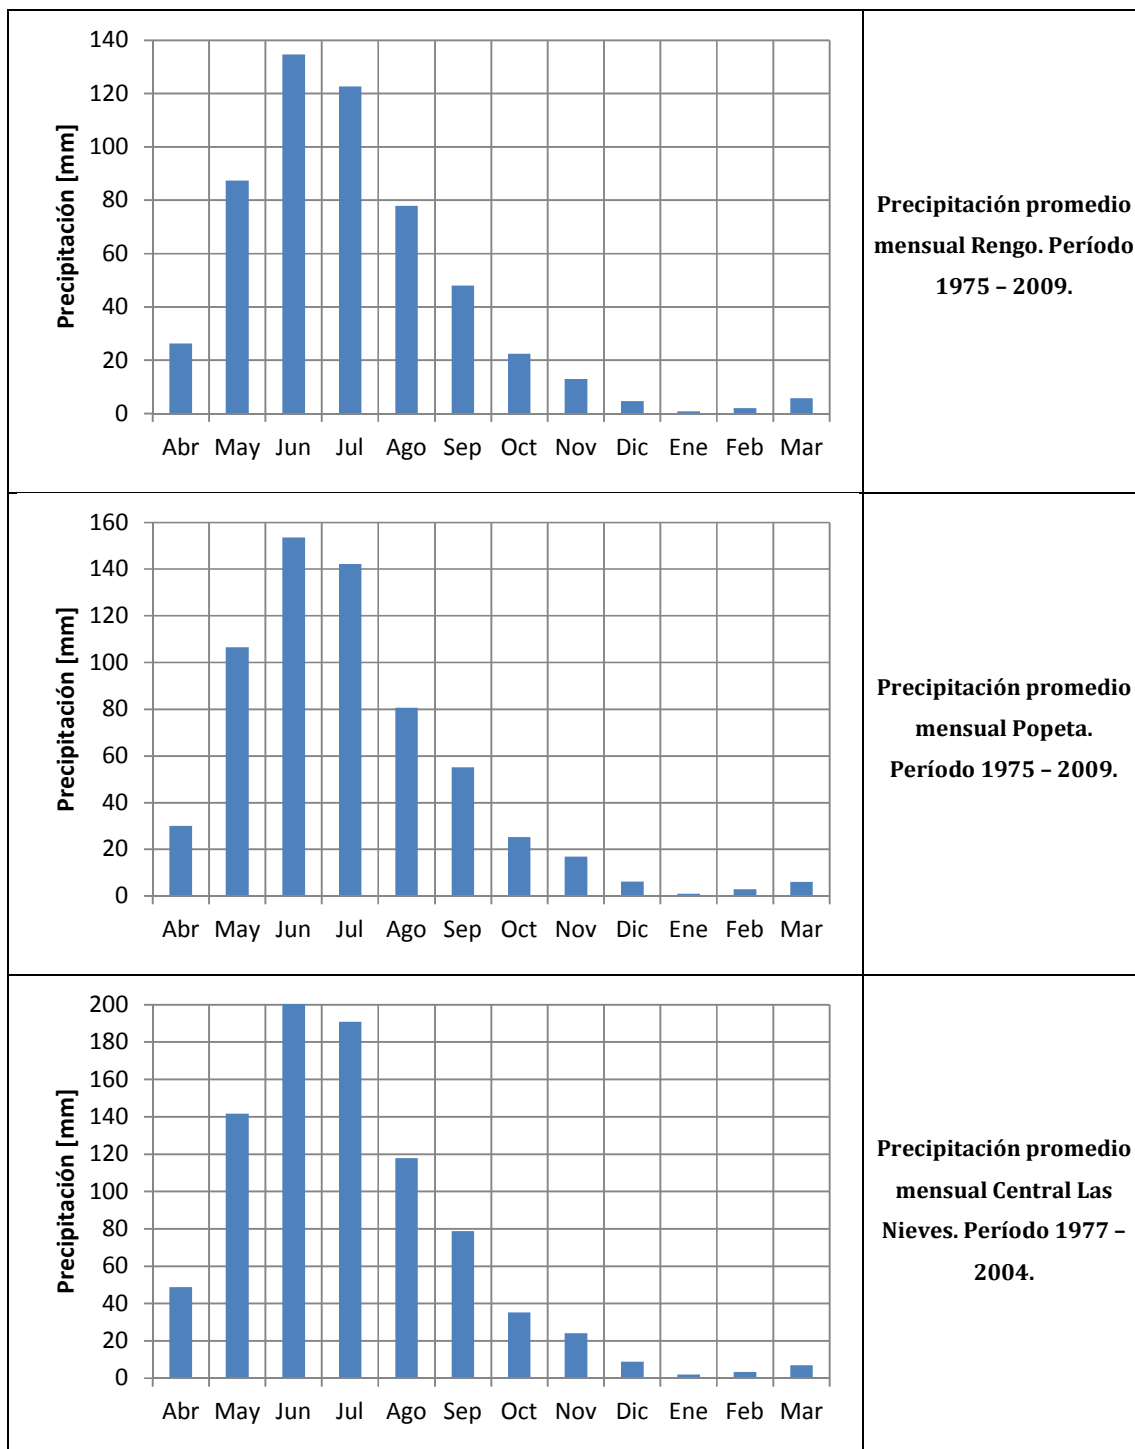 140
120
100
80
60
40
20
0
Precipitación [mm]
Abr May Jun Jul Ago Sep Oct Nov Dic Ene Feb Mar
Precipitación promedio
mensual Rengo. Período
1975 – 2009.
160
140
120
100
80
60
40
20
0
Precipitación [mm]
Abr May Jun Jul Ago Sep Oct Nov Dic Ene Feb Mar
Precipitación promedio
mensual Popeta.
Período 1975 – 2009.
200
180
160
140
120
100
80
60
40
20
0
Precipitación [mm]
Abr May Jun Jul Ago Sep Oct Nov Dic Ene Feb Mar
Precipitación promedio
mensual Central Las
Nieves. Período 1977 –
2004.